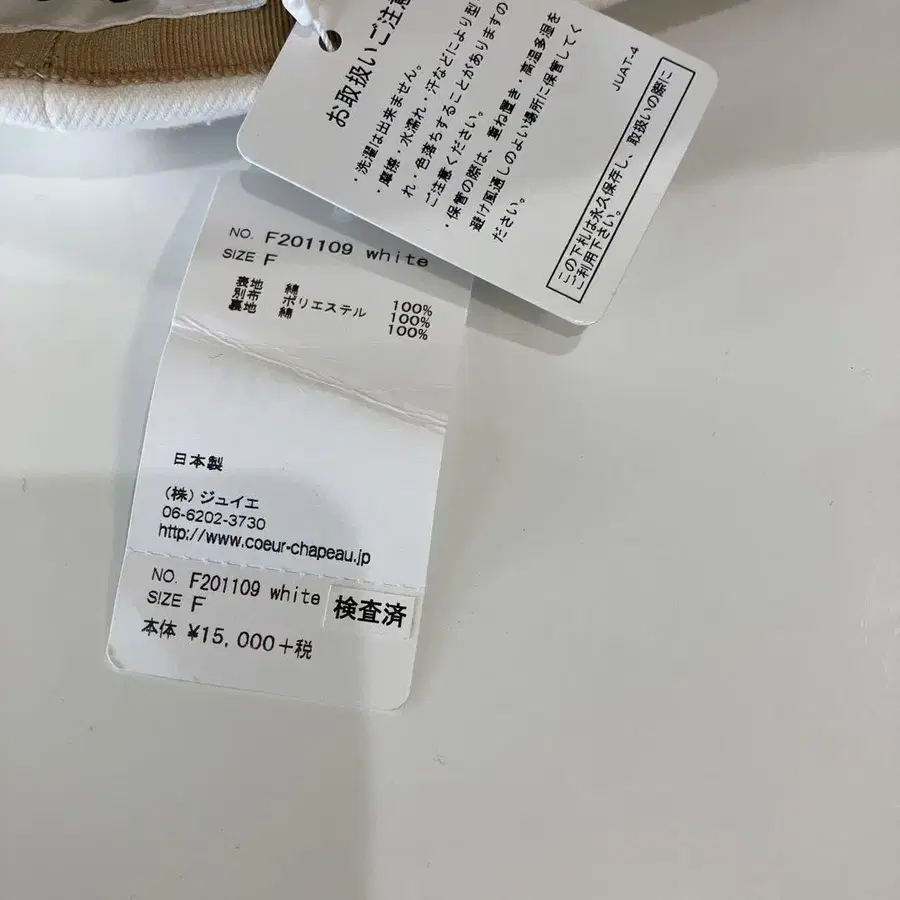 お取扱いご注意
・洗濯は出来ません。
・摩擦・水濡れ・汗などにより型
れ・色落ちすることがありますの
ご注意ください。
・保管の際は、重ね置き・高温多湿を
避け風通しのよい場所に保管してく
ださい。
JUAT-4
この下札は永久保存し、取扱いの際に
ご利用下さい。
NO. F201109 white
SIZE F
表地 綿 100%
別布 ポリエステル 100%
裏地 綿 100%
日本製
(株)ジュイエ
06-6202-3730
http://www.coeur-chapeau.jp
NO. F201109 white
SIZE F
検査済
本体 ¥15,000+税